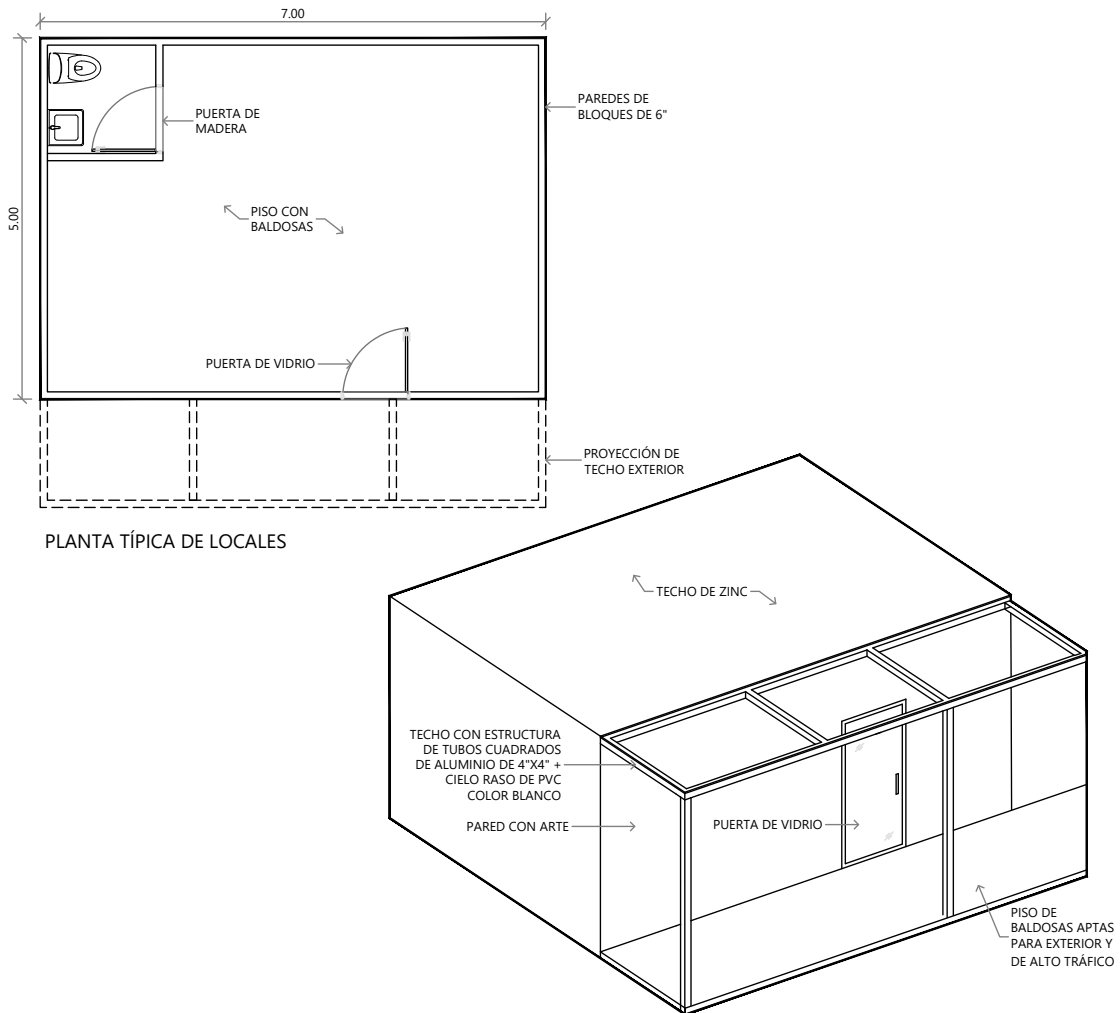 7.00
5.00
PUERTA DE
MADERA
PAREDES DE
BLOQUES DE 6"
PISO CON
BALDOSAS
PUERTA DE VIDRIO
PROYECCIÓN DE
TECHO EXTERIOR
PLANTA TÍPICA DE LOCALES
TECHO DE ZINC
TECHO CON ESTRUCTURA
DE TUBOS CUADRADOS
DE ALUMINIO DE 4"X4" +
CIELO RASO DE PVC
COLOR BLANCO
PARED CON ARTE
PUERTA DE VIDRIO
PISO DE
BALDOSAS APTAS
PARA EXTERIOR Y
DE ALTO TRÁFICO